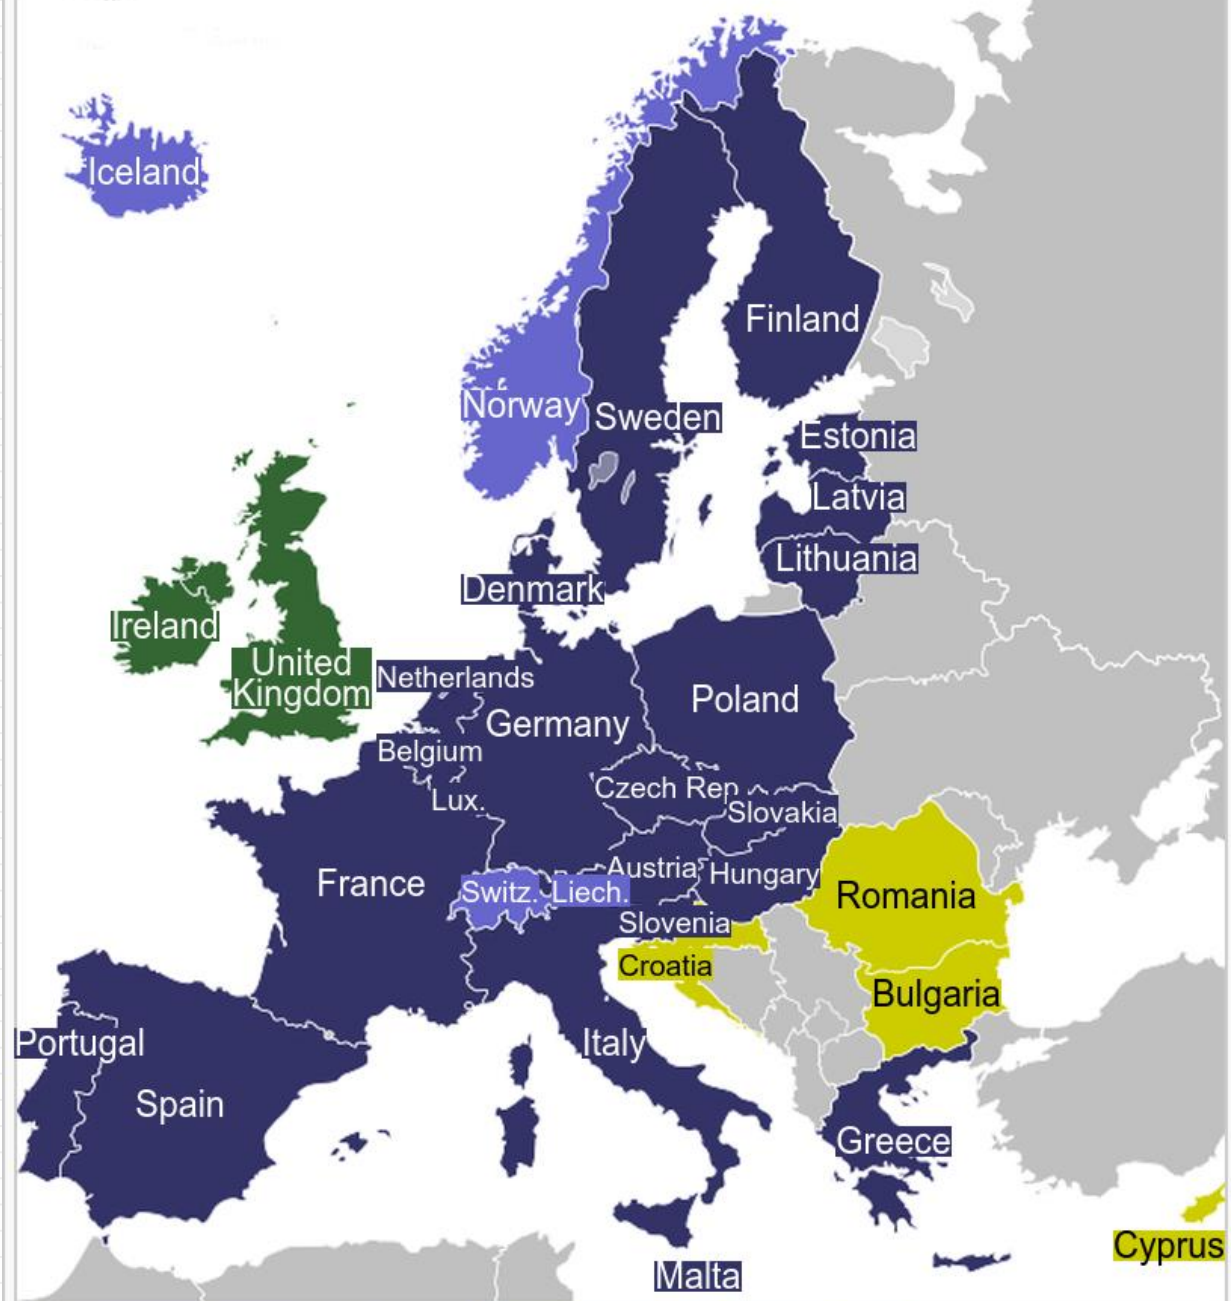 Iceland
Finland
Norway
Sweden
Estonia
Latvia
Lithuania
Denmark
Ireland
United
Kingdom
Netherlands
Poland
Germany
Belgium
Czech Rep.
Lux.
Slovakia
Austria
Hungary
France
Switz.
Liech.
Romania
Slovenia
Croatia
Bulgaria
Portugal
Italy
Spain
Greece
Cyprus
Malta